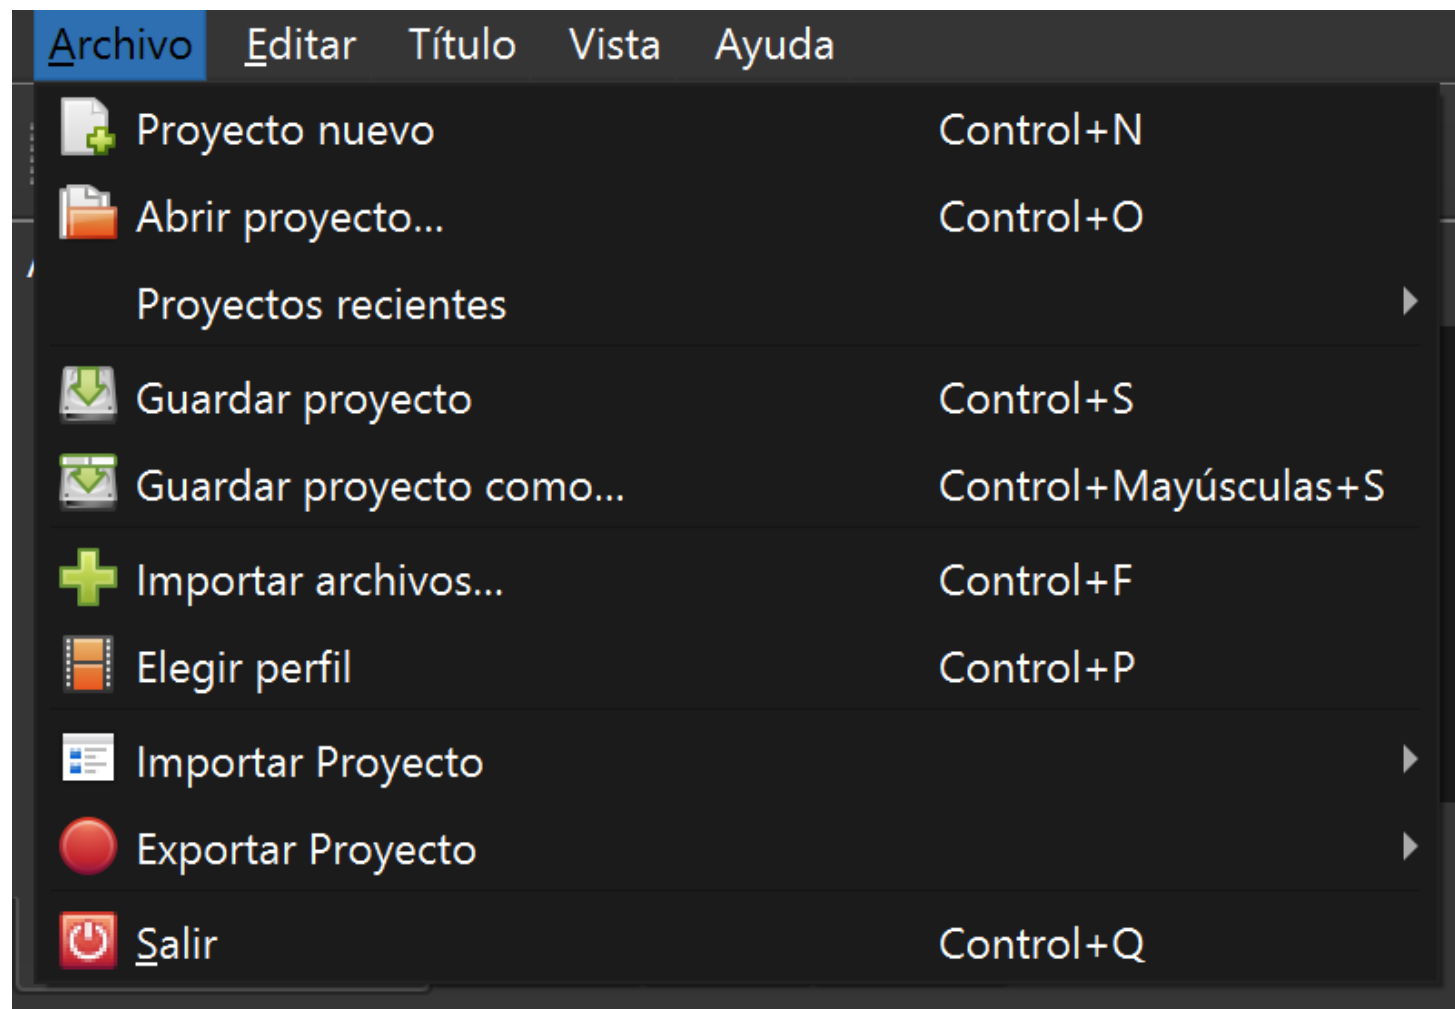 Archivo Editar Título Vista Ayuda
Proyecto nuevo Control+N
Abrir proyecto... Control+O
Proyectos recientes
Guardar proyecto Control+S
Guardar proyecto como... Control+Mayúsculas+S
Importar archivos... Control+F
Elegir perfil Control+P
Importar Proyecto
Exportar Proyecto
Salir Control+Q